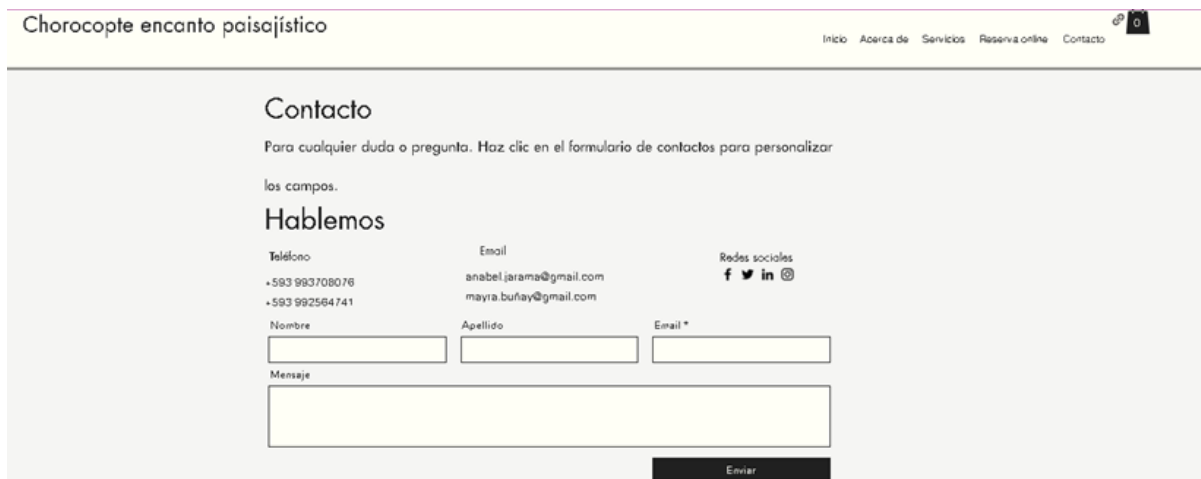 Chorocopte encanto paisajístico
0
Inicio Acerca de Servicios Reserva online Contacto
Contacto
Para cualquier duda o pregunta. Haz clic en el formulario de contactos para personalizar
los campos.
Hablemos
Teléfono Email Redes sociales
+593 993708076 anabel.jarama@gmail.com
+593 992564741 mayra.buñay@gmail.com
Nombre Apellido Email *
Mensaje
Enviar